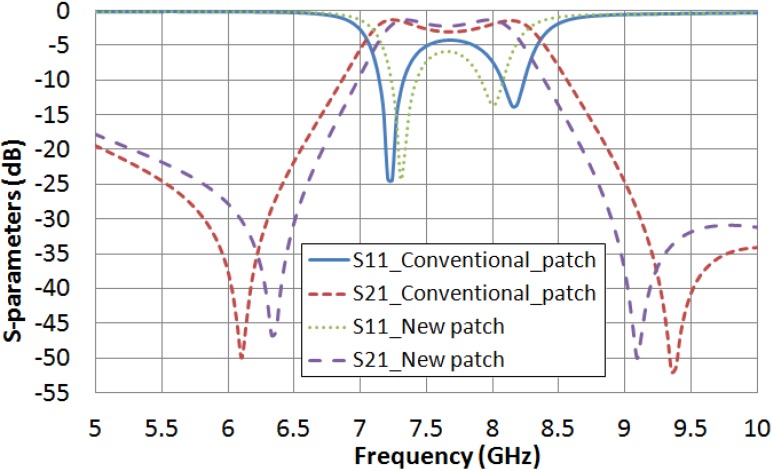 0
-5
-10
-15
-20
-25
-30
-35
-40
-45
-50
-55
S-parameters (dB)
S11_Conventional_patch
S21_Conventional_patch
S11_New patch
S21_New patch
5 5.5 6 6.5 7 7.5 8 8.5 9 9.5 10
Frequency (GHz)